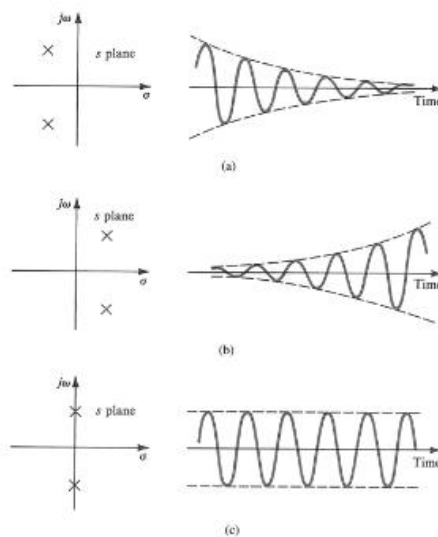 jω
s plane
σ
Time
(a)
jω
s plane
σ
Time
(b)
jω
s plane
σ
Time
(c)